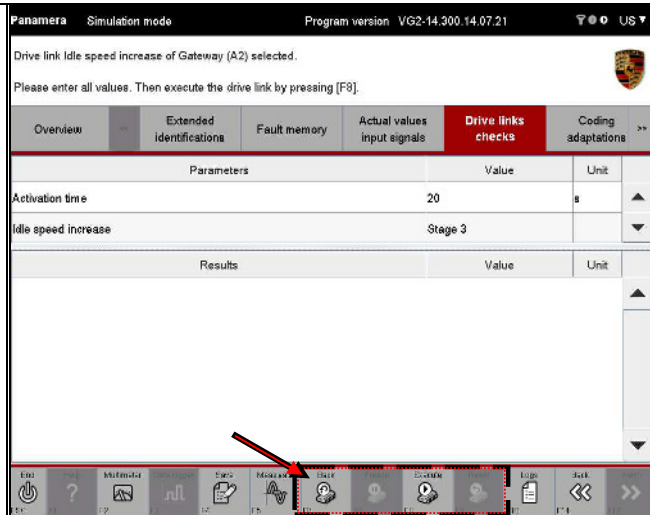 Panamera Simulation mode Program version VG2-14.300.14.07.21 US
Drive link Idle speed increase of Gateway (A2) selected.
Please enter all values. Then execute the drive link by pressing [F8].
Overview
Extended identifications
Fault memory
Actual values input signals
Drive links checks
Coding adaptations
>>
Parameters Value Unit
Activation time 20 s
Idle speed increase Stage 3
Results Value Unit
End Multimeter Save Execute Logs Back
F2 F5